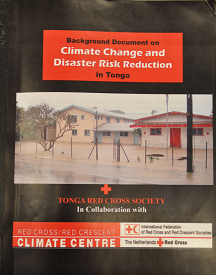 Background Document on
Climate Change and
Disaster Risk Reduction
in Tonga
TONGA RED CROSS SOCIETY
In Collaboration with
RED CROSS/RED CRESCENT
CLIMATE CENTRE
International Federation
of Red Cross and Red Crescent Societies
The Netherlands Red Cross